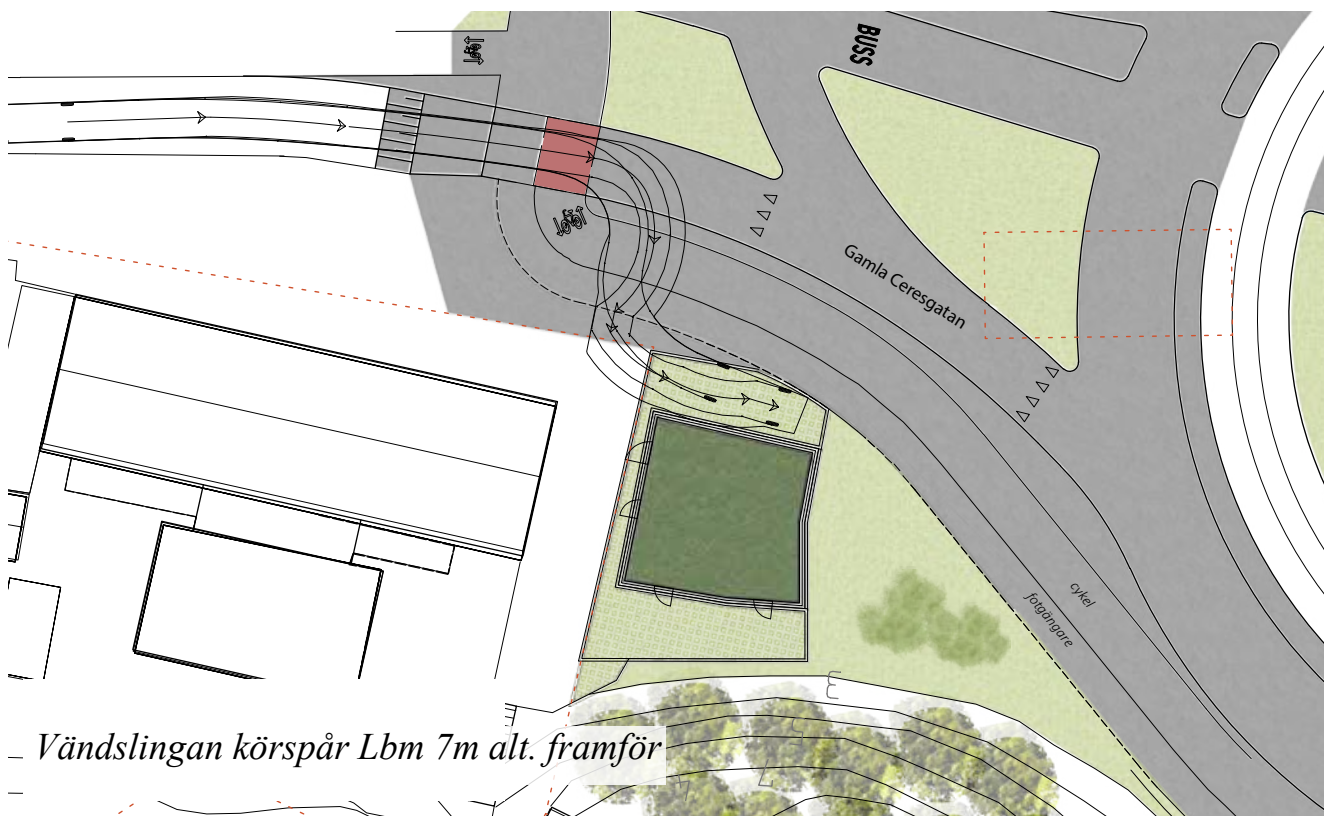 BUSS
Gamla Ceresgatan
cykel
fotgängare
Vändslingan körspår Lbm 7m alt. framför